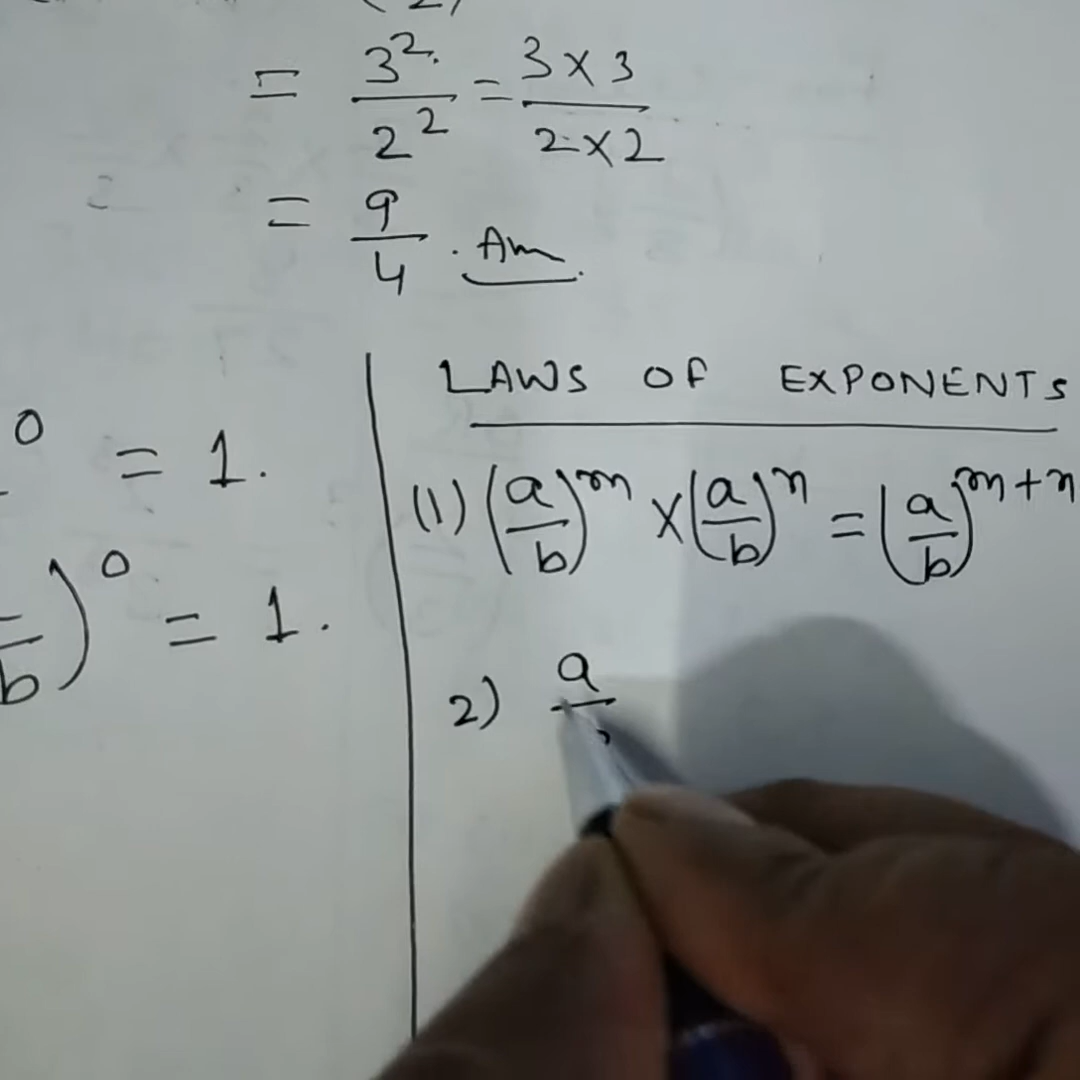 = 3²/2² = 3 × 3/2 × 2
= 9/4 . Ans.
⁰ = 1.
/b)⁰ = 1.
LAWS OF EXPONENTS
(1) (a/b)^m × (a/b)^n = (a/b)^m+n
2) a/